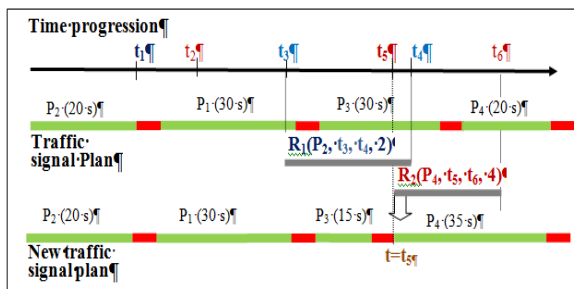 Time·progression¶
t₁¶ t₂¶ t₃¶ t₅¶ t₄¶ t₆¶
P₂·(20·s)¶ P₁·(30·s)¶ P₃·(30·s)¶ P₄·(20·s)¶
Traffic·
signal·Plan¶
R₁(P₂,·t₃,·t₄,·2)¶
R₂(P₄,·t₅,·t₆,·4)¶
P₂·(20·s)¶ P₁·(30·s)¶ P₃·(15·s)¶ P₄·(35·s)¶
New·traffic·
signal·plan¶
t=t₅¶